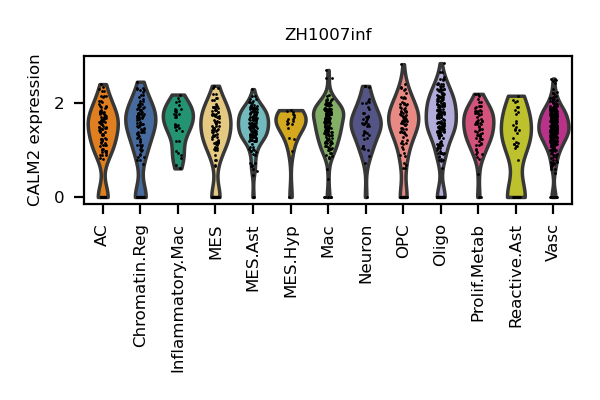 ZH1007inf
CALM2 expression
2
0
AC
Chromatin.Reg
Inflammatory.Mac
MES
MES.Ast
MES.Hyp
Mac
Neuron
OPC
Oligo
Prolif.Metab
Reactive.Ast
Vasc